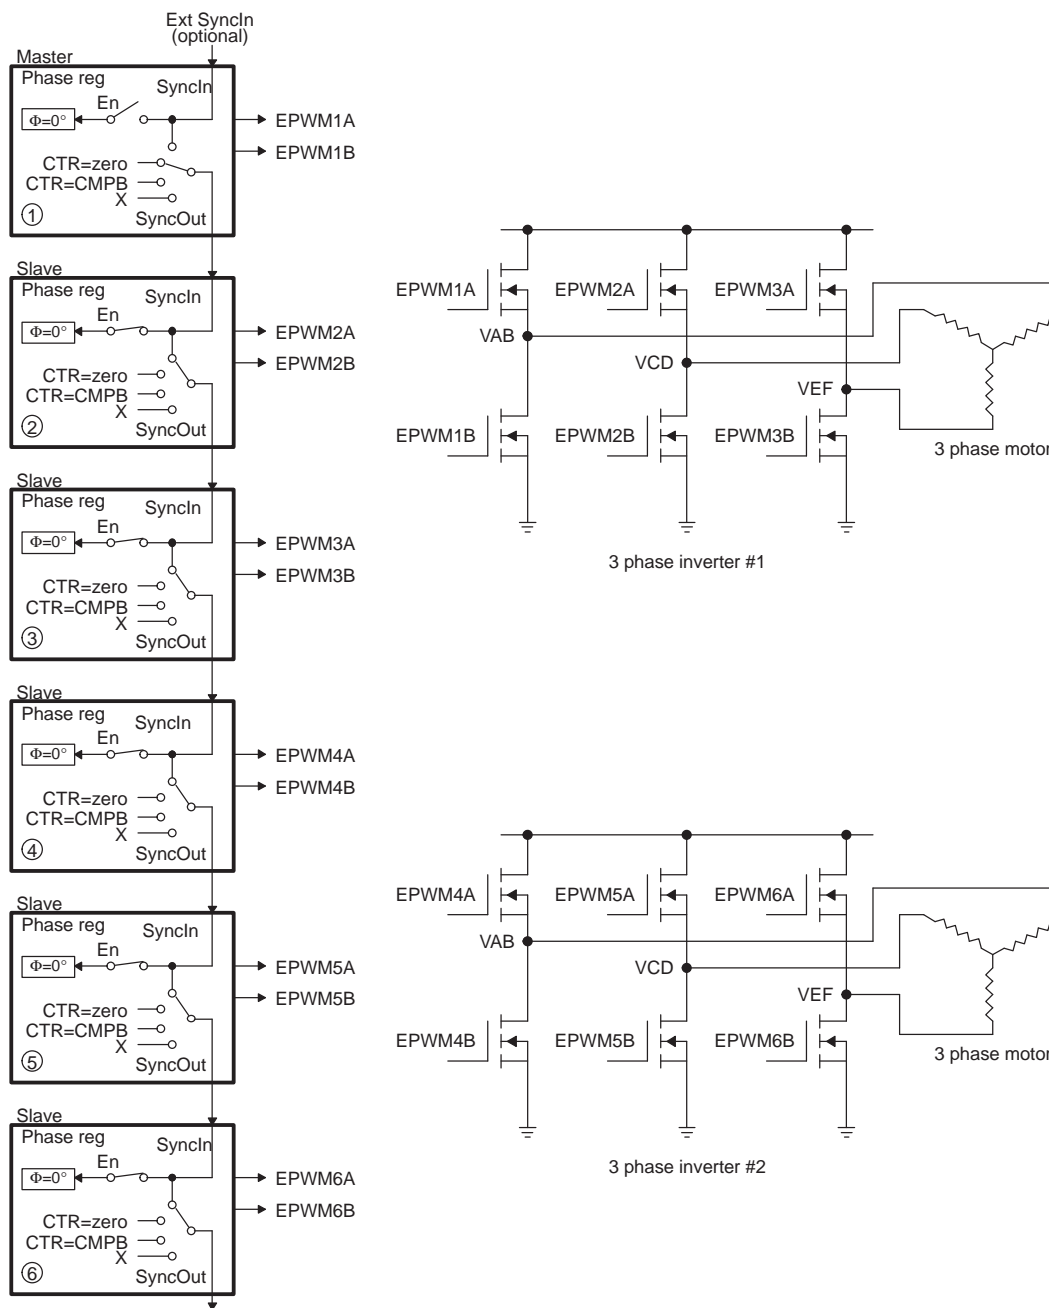 Ext SyncIn
(optional)
Master
Phase reg
SyncIn
En
Φ=0°
EPWM1A
EPWM1B
CTR=zero
CTR=CMPB
X
1
SyncOut
Slave
Phase reg
SyncIn
En
Φ=0°
EPWM2A
EPWM2B
CTR=zero
CTR=CMPB
X
2
SyncOut
Slave
Phase reg
SyncIn
En
Φ=0°
EPWM3A
EPWM3B
CTR=zero
CTR=CMPB
X
3
SyncOut
Slave
Phase reg
SyncIn
En
Φ=0°
EPWM4A
EPWM4B
CTR=zero
CTR=CMPB
X
4
SyncOut
Slave
Phase reg
SyncIn
En
Φ=0°
EPWM5A
EPWM5B
CTR=zero
CTR=CMPB
X
5
SyncOut
Slave
Phase reg
SyncIn
En
Φ=0°
EPWM6A
EPWM6B
CTR=zero
CTR=CMPB
X
6
SyncOut
EPWM1A
EPWM2A
EPWM3A
VAB
VCD
VEF
EPWM1B
EPWM2B
EPWM3B
3 phase motor
3 phase inverter #1
EPWM4A
EPWM5A
EPWM6A
VAB
VCD
VEF
EPWM4B
EPWM5B
EPWM6B
3 phase motor
3 phase inverter #2